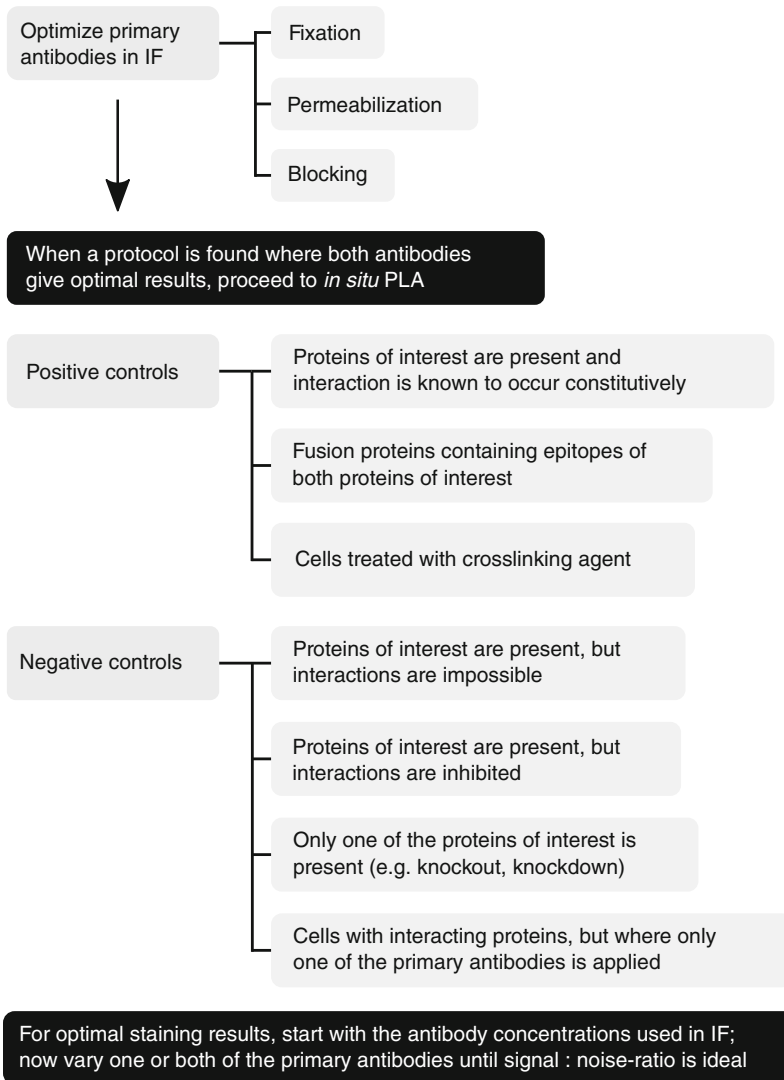 Optimize primary
antibodies in IF
Fixation
Permeabilization
Blocking
When a protocol is found where both antibodies
give optimal results, proceed to in situ PLA
Positive controls
Proteins of interest are present and
interaction is known to occur constitutively
Fusion proteins containing epitopes of
both proteins of interest
Cells treated with crosslinking agent
Negative controls
Proteins of interest are present, but
interactions are impossible
Proteins of interest are present, but
interactions are inhibited
Only one of the proteins of interest is
present (e.g. knockout, knockdown)
Cells with interacting proteins, but where only
one of the primary antibodies is applied
For optimal staining results, start with the antibody concentrations used in IF;
now vary one or both of the primary antibodies until signal : noise-ratio is ideal